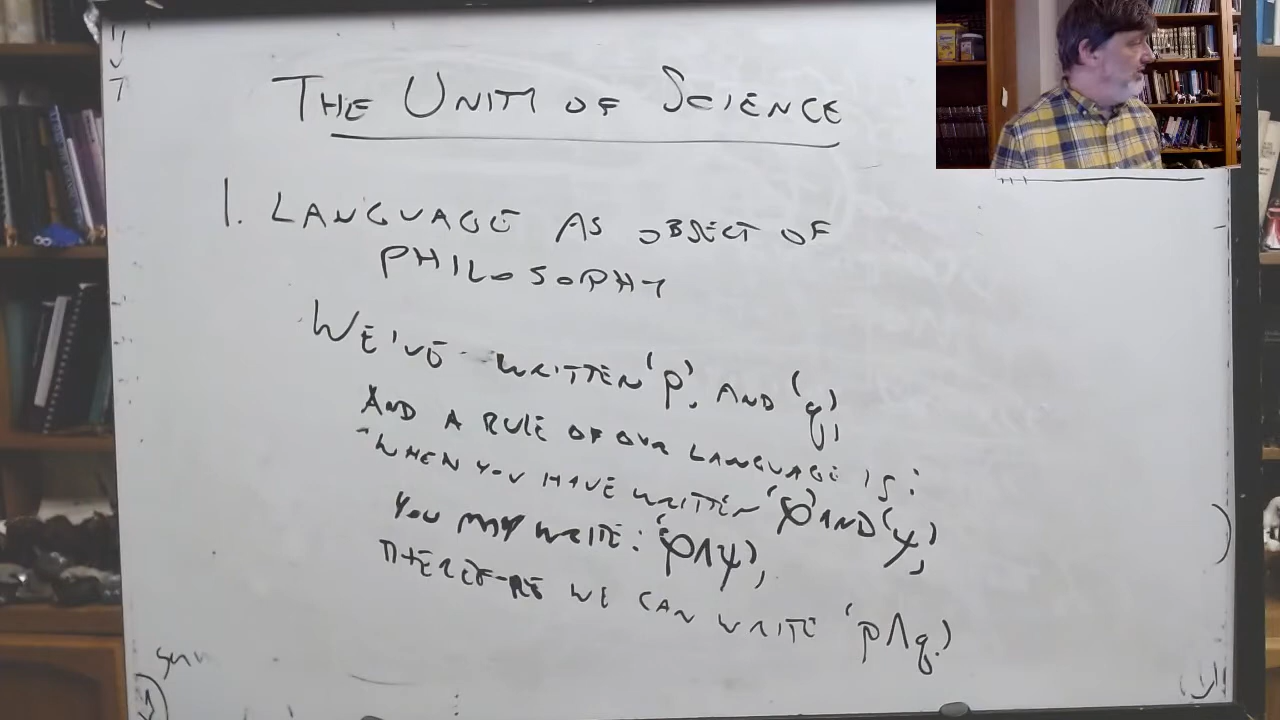 THE UNITY OF SCIENCE
1. LANGUAGE AS OBJECT OF
PHILOSOPHY
WE'VE WRITTEN 'p' AND 'q',
AND A RULE OF OUR LANGUAGE IS:
"WHEN YOU HAVE WRITTEN 'φ' AND 'ψ',
YOU MAY WRITE: 'φ∧ψ',
THEREFORE WE CAN WRITE 'p∧q.'